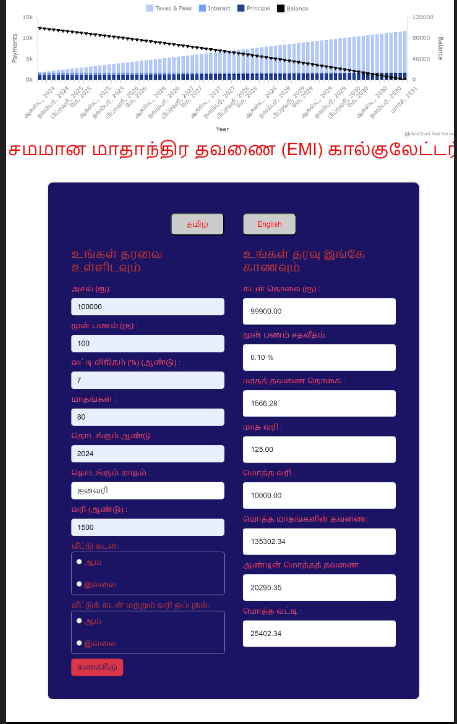 Taxes & Fees Interest Principal Balance
15k
10k
5k
0k
120000
80000
40000
0
Payments
Balance
Year
சமமான மாதாந்திர தவணை (EMI) கால்குலேட்டர்
தமிழ்
English
உங்கள் தரவை
உள்ளிடவும்
அசல் (ரூ):
100000
முன் பணம் (ரூ) :
100
வட்டி விகிதம் (%) (ஆண்டு) :
7
மாதங்கள் :
80
தொடங்கும் ஆண்டு :
2024
தொடங்கும் மாதம் :
ஜனவரி
வரி (ஆண்டு) :
1500
வீட்டு கடன்:
ஆம்
இல்லை
வீட்டுக் கடன் மற்றும் வரி ஒப்புதல்:
ஆம்
இல்லை
கணக்கீடு
உங்கள் தரவு இங்கே
காணவும்
கடன் தொகை (ரூ) :
99900.00
முன் பணம் சதவீதம் :
0.10 %
மாதத் தவணை தொகை :
1566.28
மாத வரி :
125.00
மொத்த வரி :
10000.00
மொத்த மாதங்களின் தவணை:
135302.34
ஆண்டின் மொத்தத் தவணை :
20295.35
மொத்த வட்டி :
25402.34